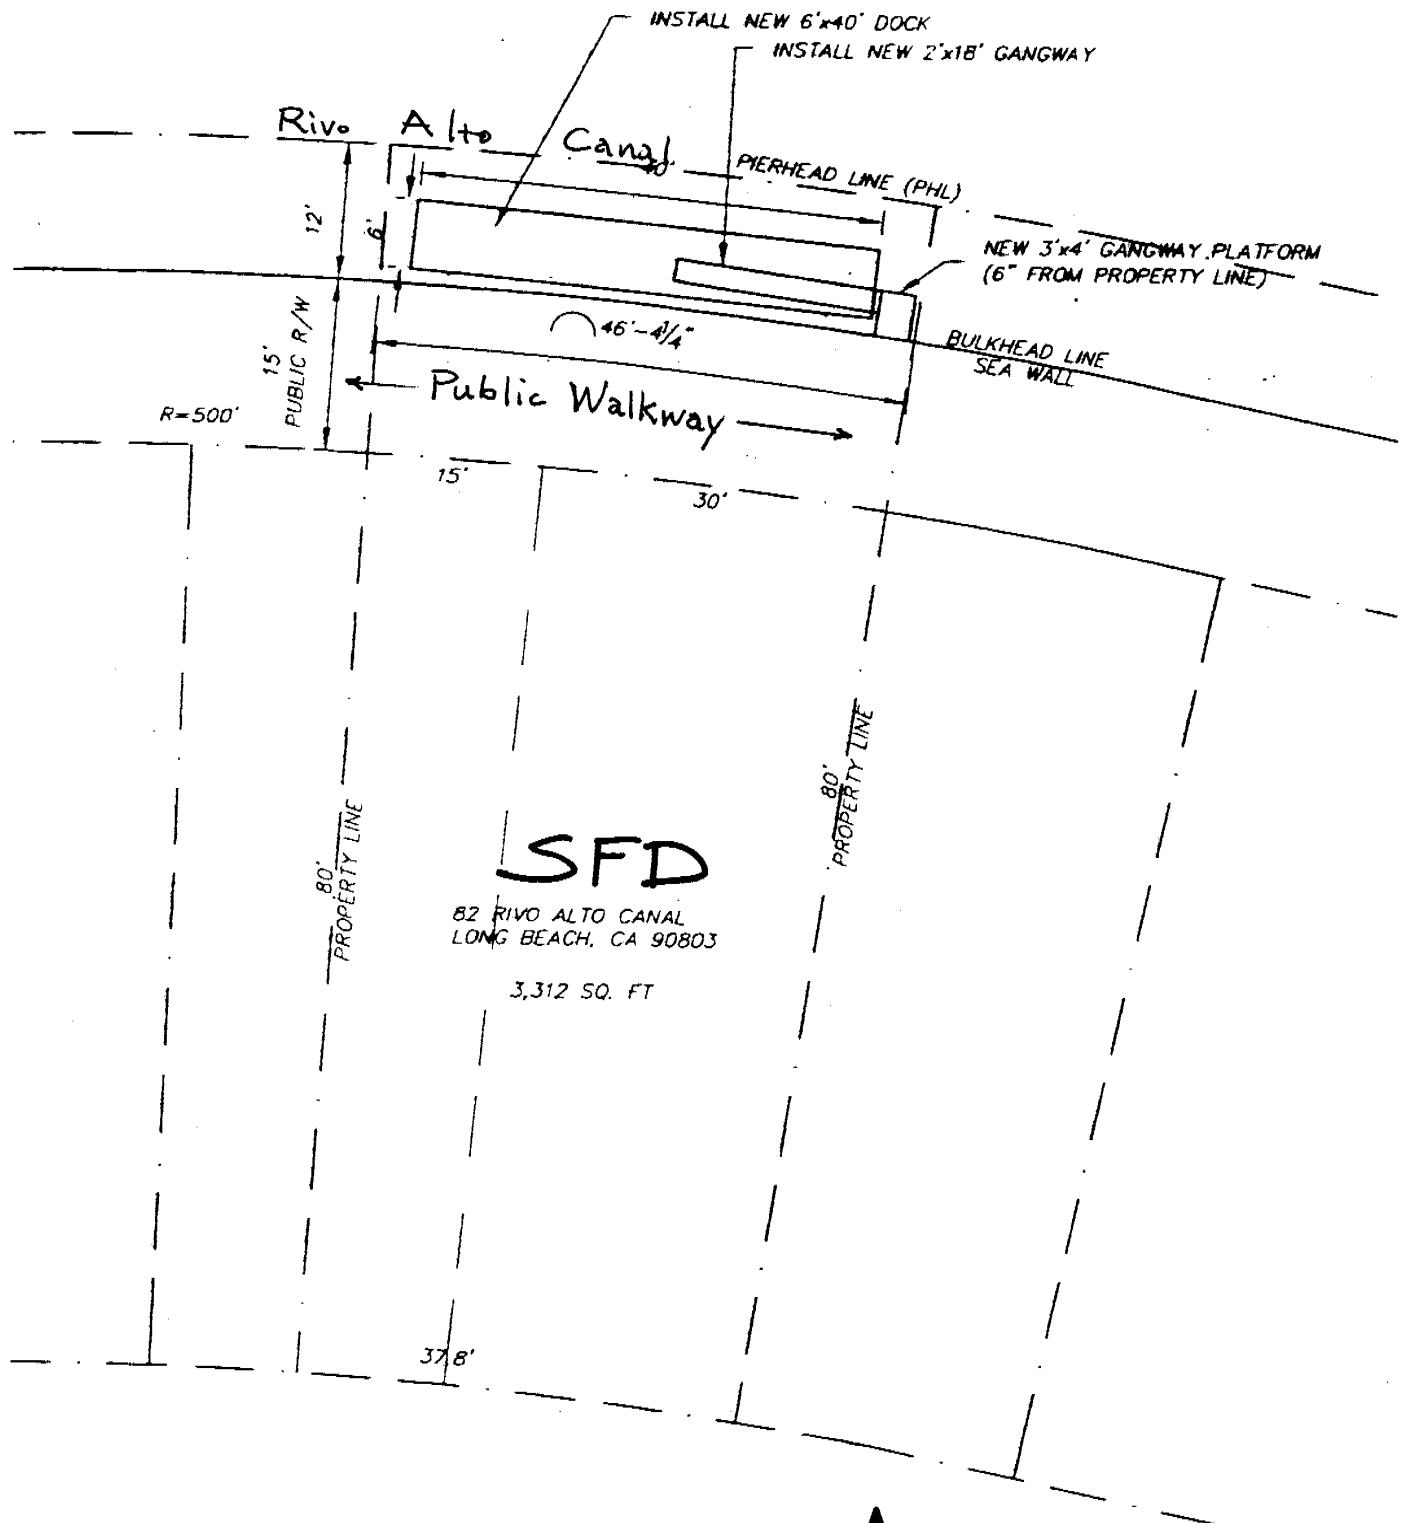 INSTALL NEW 6'x40' DOCK
INSTALL NEW 2'x18' GANGWAY
Rivo Alto Canal
40'
PIERHEAD LINE (PHL)
12'
6'
NEW 3'x4' GANGWAY PLATFORM
(6" FROM PROPERTY LINE)
46'-4 1/4"
BULKHEAD LINE
SEA WALL
15'
PUBLIC R/W
Public Walkway
R=500'
15'
30'
80'
PROPERTY LINE
80'
PROPERTY LINE
SFD
82 RIVO ALTO CANAL
LONG BEACH, CA 90803
3,312 SQ. FT
37.8'